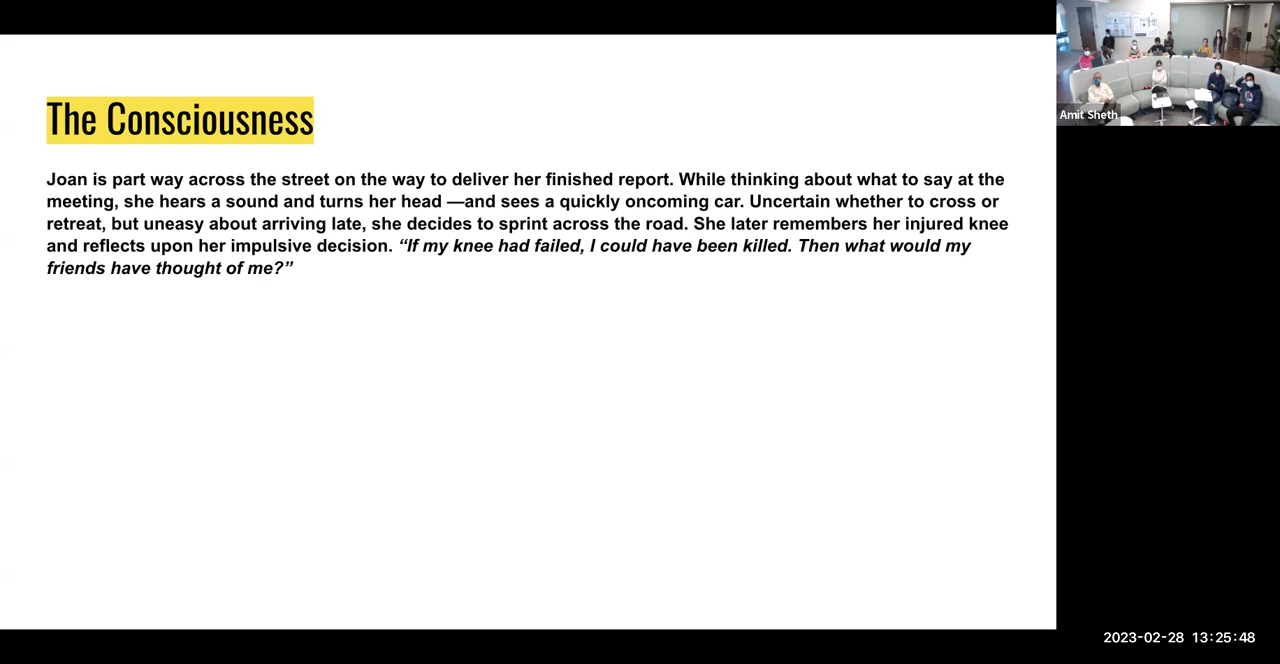 The Consciousness
Joan is part way across the street on the way to deliver her finished report. While thinking about what to say at the
meeting, she hears a sound and turns her head —and sees a quickly oncoming car. Uncertain whether to cross or
retreat, but uneasy about arriving late, she decides to sprint across the road. She later remembers her injured knee
and reflects upon her impulsive decision. “If my knee had failed, I could have been killed. Then what would my
friends have thought of me?”
Amit Sheth
2023-02-28 13:25:48